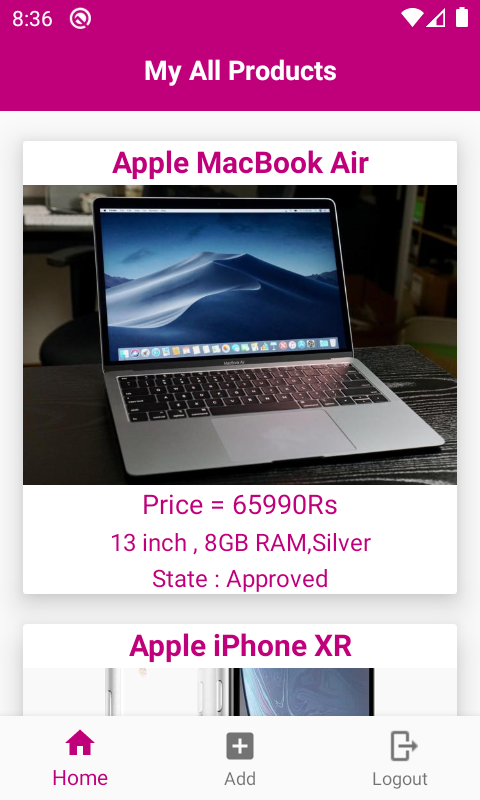 8:36
My All Products
Apple MacBook Air
Price = 65990Rs
13 inch , 8GB RAM,Silver
State : Approved
Apple iPhone XR
Home
Add
Logout